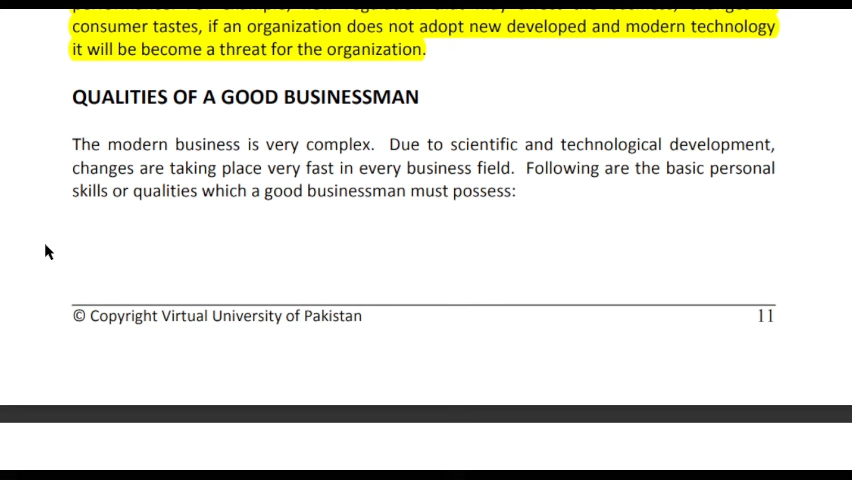 consumer tastes, if an organization does not adopt new developed and modern technology
it will be become a threat for the organization.
QUALITIES OF A GOOD BUSINESSMAN
The modern business is very complex. Due to scientific and technological development,
changes are taking place very fast in every business field. Following are the basic personal
skills or qualities which a good businessman must possess:
© Copyright Virtual University of Pakistan 11